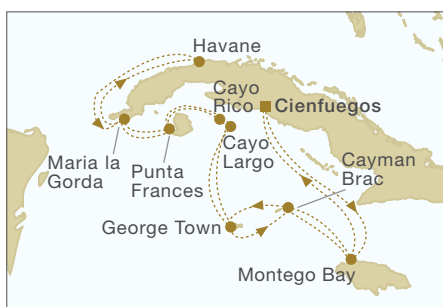 Havane
Cayo
Rico
Cienfuegos
Cayo
Largo
Maria la
Gorda
Punta
Frances
Cayman
Brac
George Town
Montego Bay